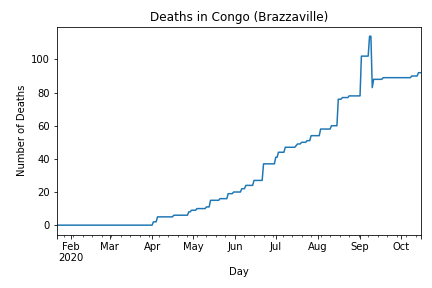 Deaths in Congo (Brazzaville)
Number of Deaths
100
80
60
40
20
0
Feb Mar Apr May Jun Jul Aug Sep Oct
2020
Day